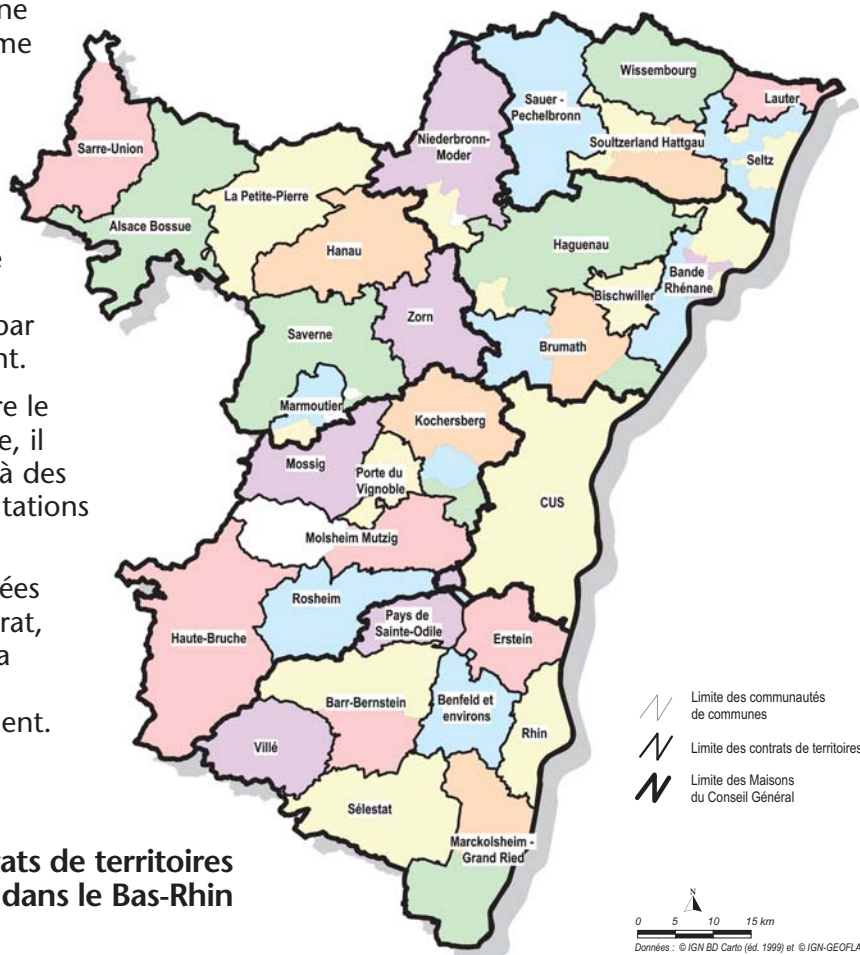 ne
me
e
par
nt.
re le
e, il
à des
tations
ées
rat,
a
ent.
rats de territoires
dans le Bas-Rhin
Wissembourg
Lauter
Sauer -
Pechelbronn
Soultzerland Hattgau
Seltz
Niederbronn-
Moder
Sarre-Union
La Petite-Pierre
Alsace Bossue
Hanau
Haguenau
Bande
Rhénane
Bischwiller
Zorn
Saverne
Brumath
Marmoutier
Kochersberg
Mossig
Porte du
Vignoble
CUS
Molsheim Mutzig
Rosheim
Pays de
Sainte-Odile
Haute-Bruche
Erstein
Barr-Bernstein
Benfeld et
environs
Rhin
Villé
Sélestat
Marckolsheim -
Grand Ried
Limite des communautés
de communes
Limite des contrats de territoires
Limite des Maisons
du Conseil Général
N
0 5 10 15 km
Données : © IGN BD Carto (éd. 1999) et © IGN-GEOFLA